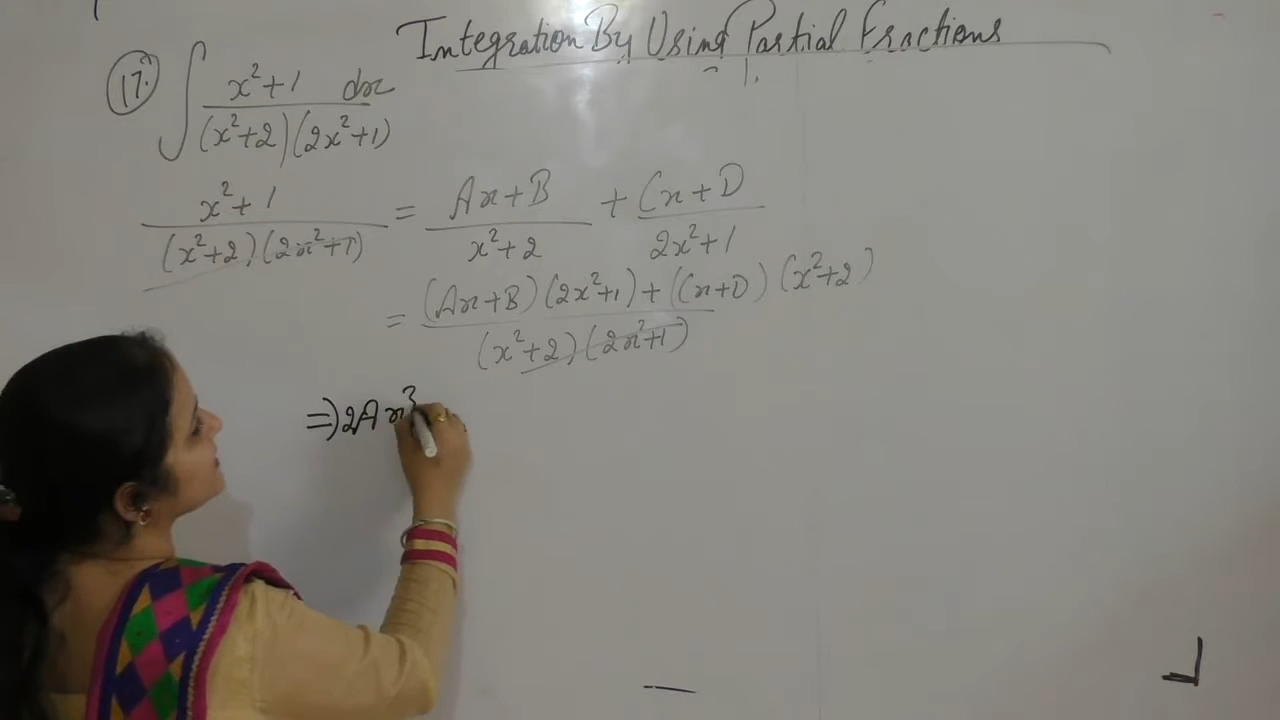 Integration By Using Partial Fractions
17. ∫ x²+1 dx / (x²+2)(2x²+1)
x²+1 / (x²+2)(2x²+1) = Ax+B / x²+2 + Cx+D / 2x²+1
= (Ax+B)(2x²+1)+(Cx+D)(x²+2) / (x²+2)(2x²+1)
⇒ 2Ax³